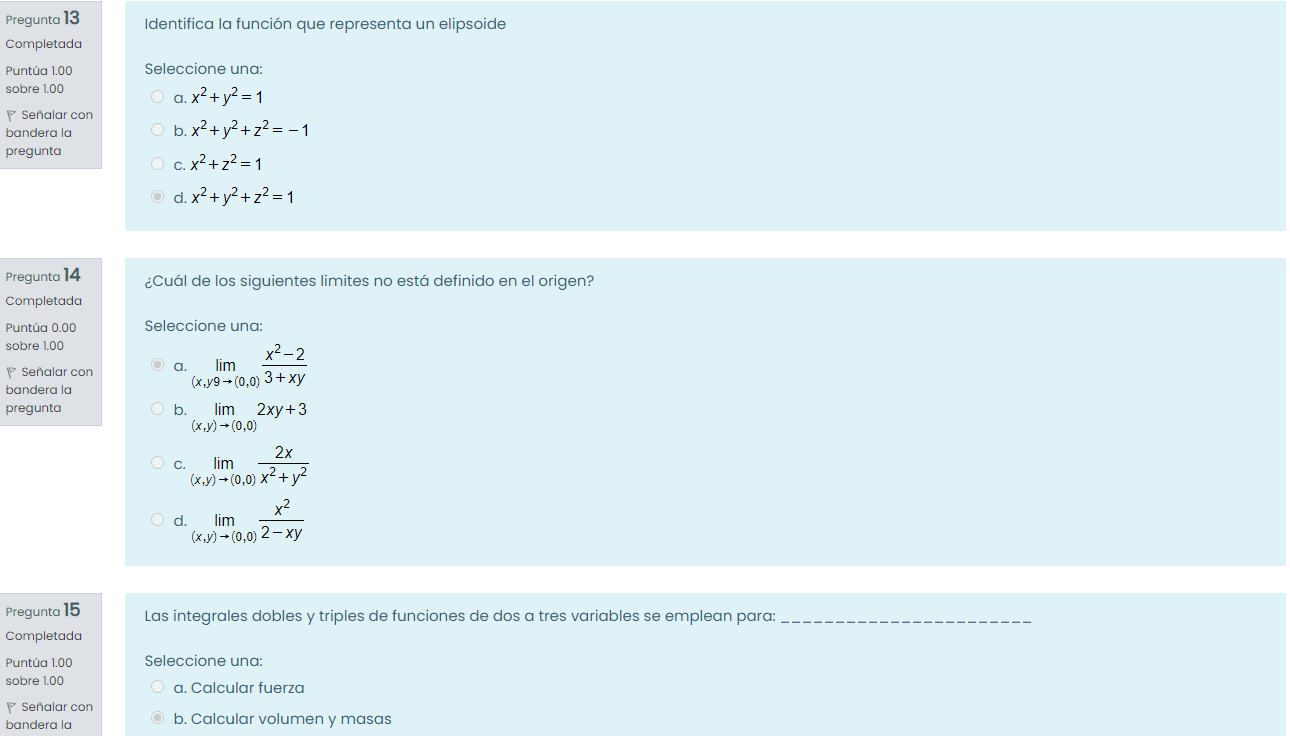 Pregunta 13
Completada
Puntúa 1.00
sobre 1.00
Señalar con
bandera la
pregunta
Identifica la función que representa un elipsoide
Seleccione una:
a. x² + y² = 1
b. x² + y² + z² = − 1
c. x² + z² = 1
d. x² + y² + z² = 1
Pregunta 14
Completada
Puntúa 0.00
sobre 1.00
Señalar con
bandera la
pregunta
¿Cuál de los siguientes limites no está definido en el origen?
Seleccione una:
a. lim (x,y9→(0,0) (x² − 2)/(3 + xy)
b. lim (x,y)→(0,0) 2xy + 3
c. lim (x,y)→(0,0) 2x/(x² + y²)
d. lim (x,y)→(0,0) x²/(2 − xy)
Pregunta 15
Completada
Puntúa 1.00
sobre 1.00
Señalar con
bandera la
Las integrales dobles y triples de funciones de dos a tres variables se emplean para: _______________________
Seleccione una:
a. Calcular fuerza
b. Calcular volumen y masas